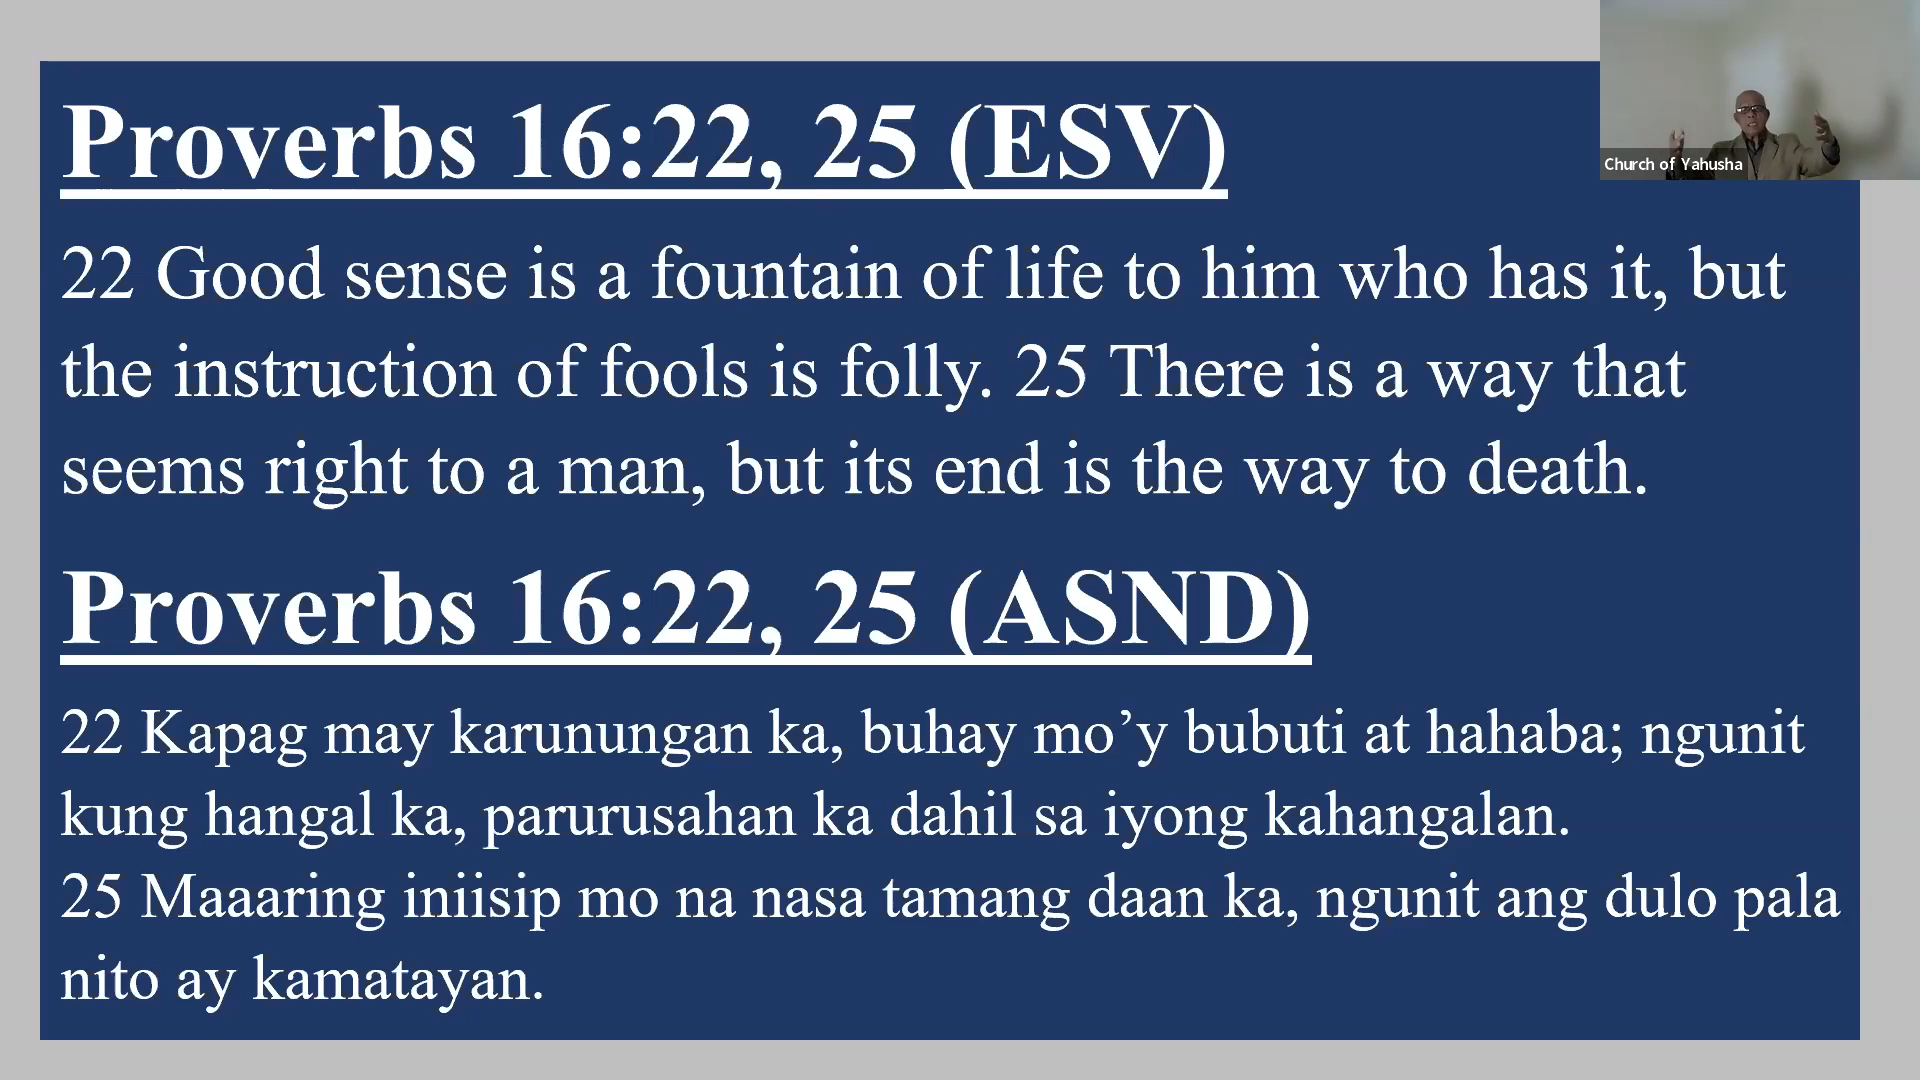 Proverbs 16:22, 25 (ESV)
22 Good sense is a fountain of life to him who has it, but
the instruction of fools is folly. 25 There is a way that
seems right to a man, but its end is the way to death.
Proverbs 16:22, 25 (ASND)
22 Kapag may karunungan ka, buhay mo’y bubuti at hahaba; ngunit
kung hangal ka, parurusahan ka dahil sa iyong kahangalan.
25 Maaaring iniisip mo na nasa tamang daan ka, ngunit ang dulo pala
nito ay kamatayan.
Church of Yahusha